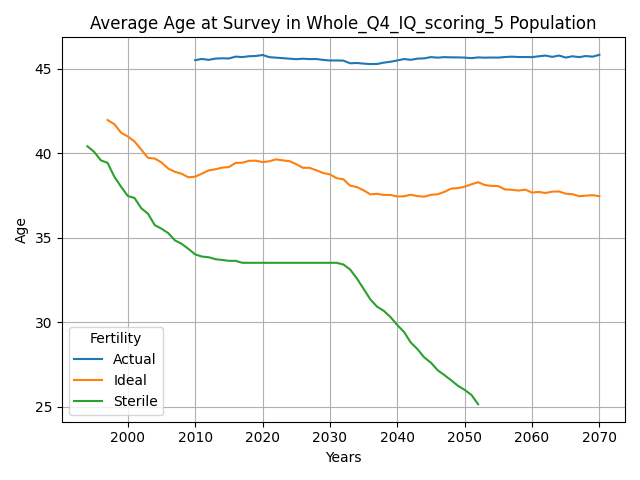 Average Age at Survey in Whole_Q4_IQ_scoring_5 Population
Age
45
40
35
30
25
Fertility
Actual
Ideal
Sterile
2000 2010 2020 2030 2040 2050 2060 2070
Years